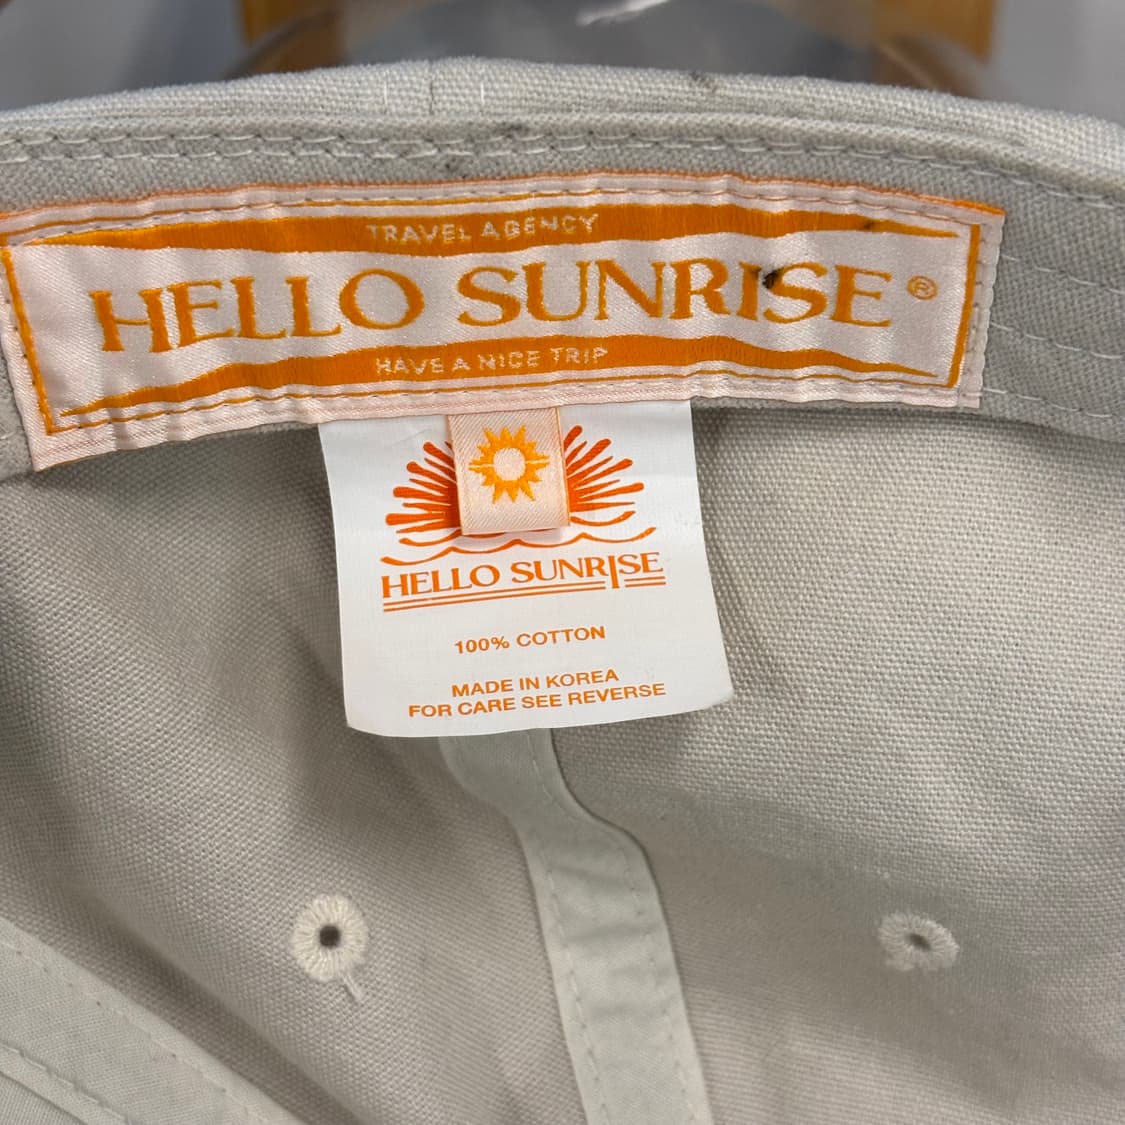 TRAVEL AGENCY
HELLO SUNRISE ®
HAVE A NICE TRIP
HELLO SUNRISE
100% COTTON
MADE IN KOREA
FOR CARE SEE REVERSE